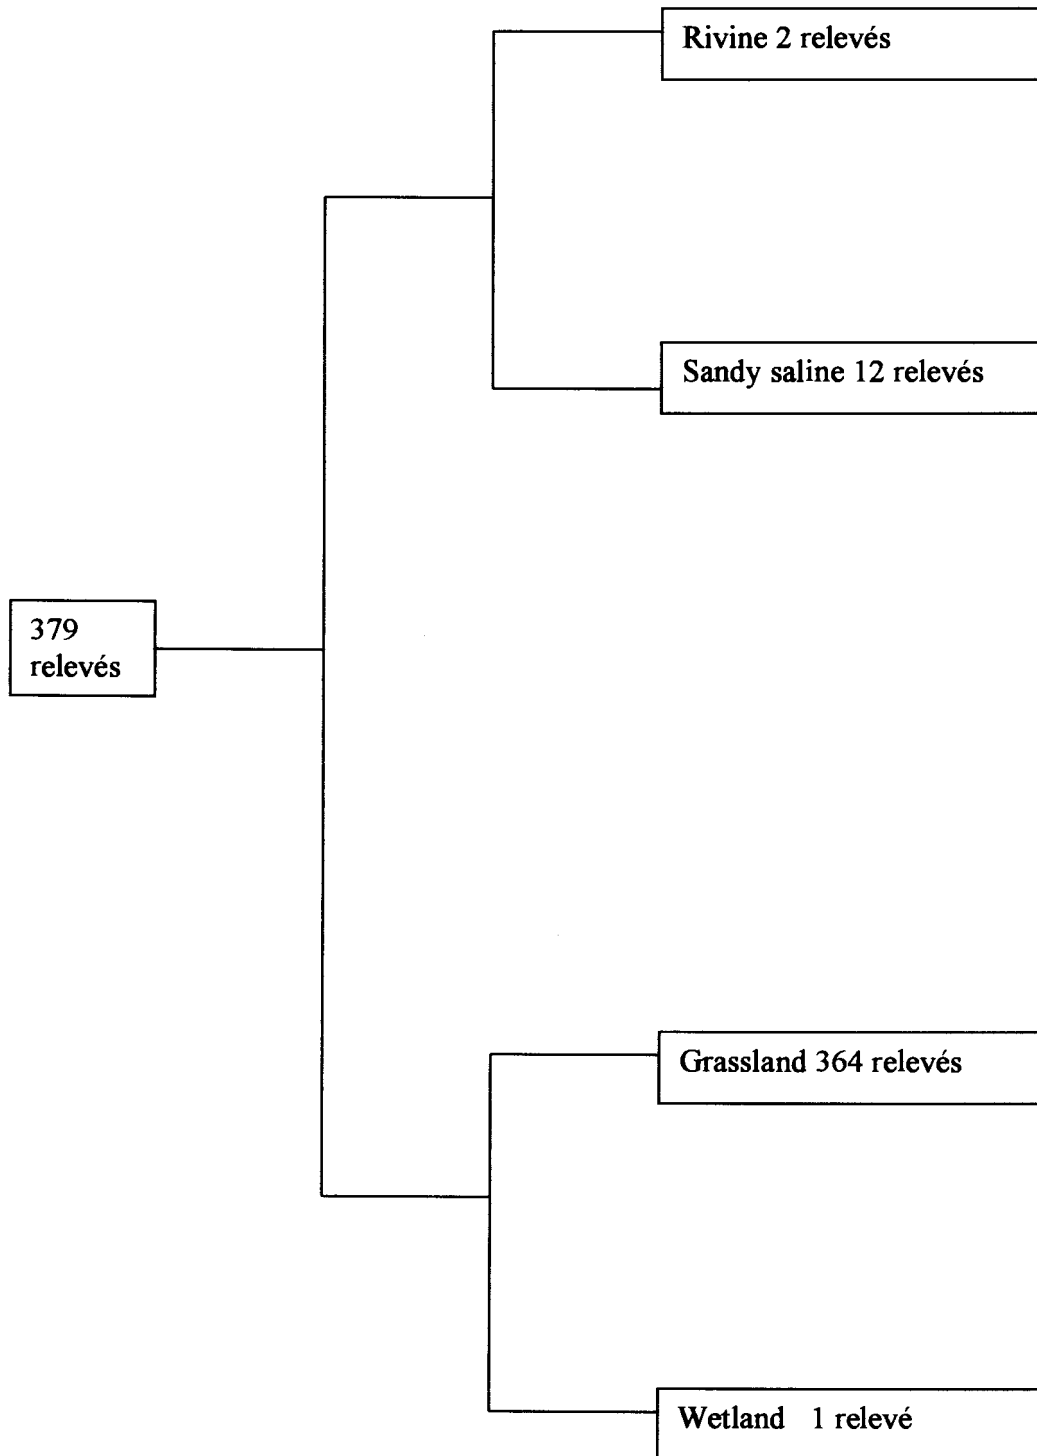 Rivine 2 relevés
Sandy saline 12 relevés
379
relevés
Grassland 364 relevés
Wetland 1 relevé